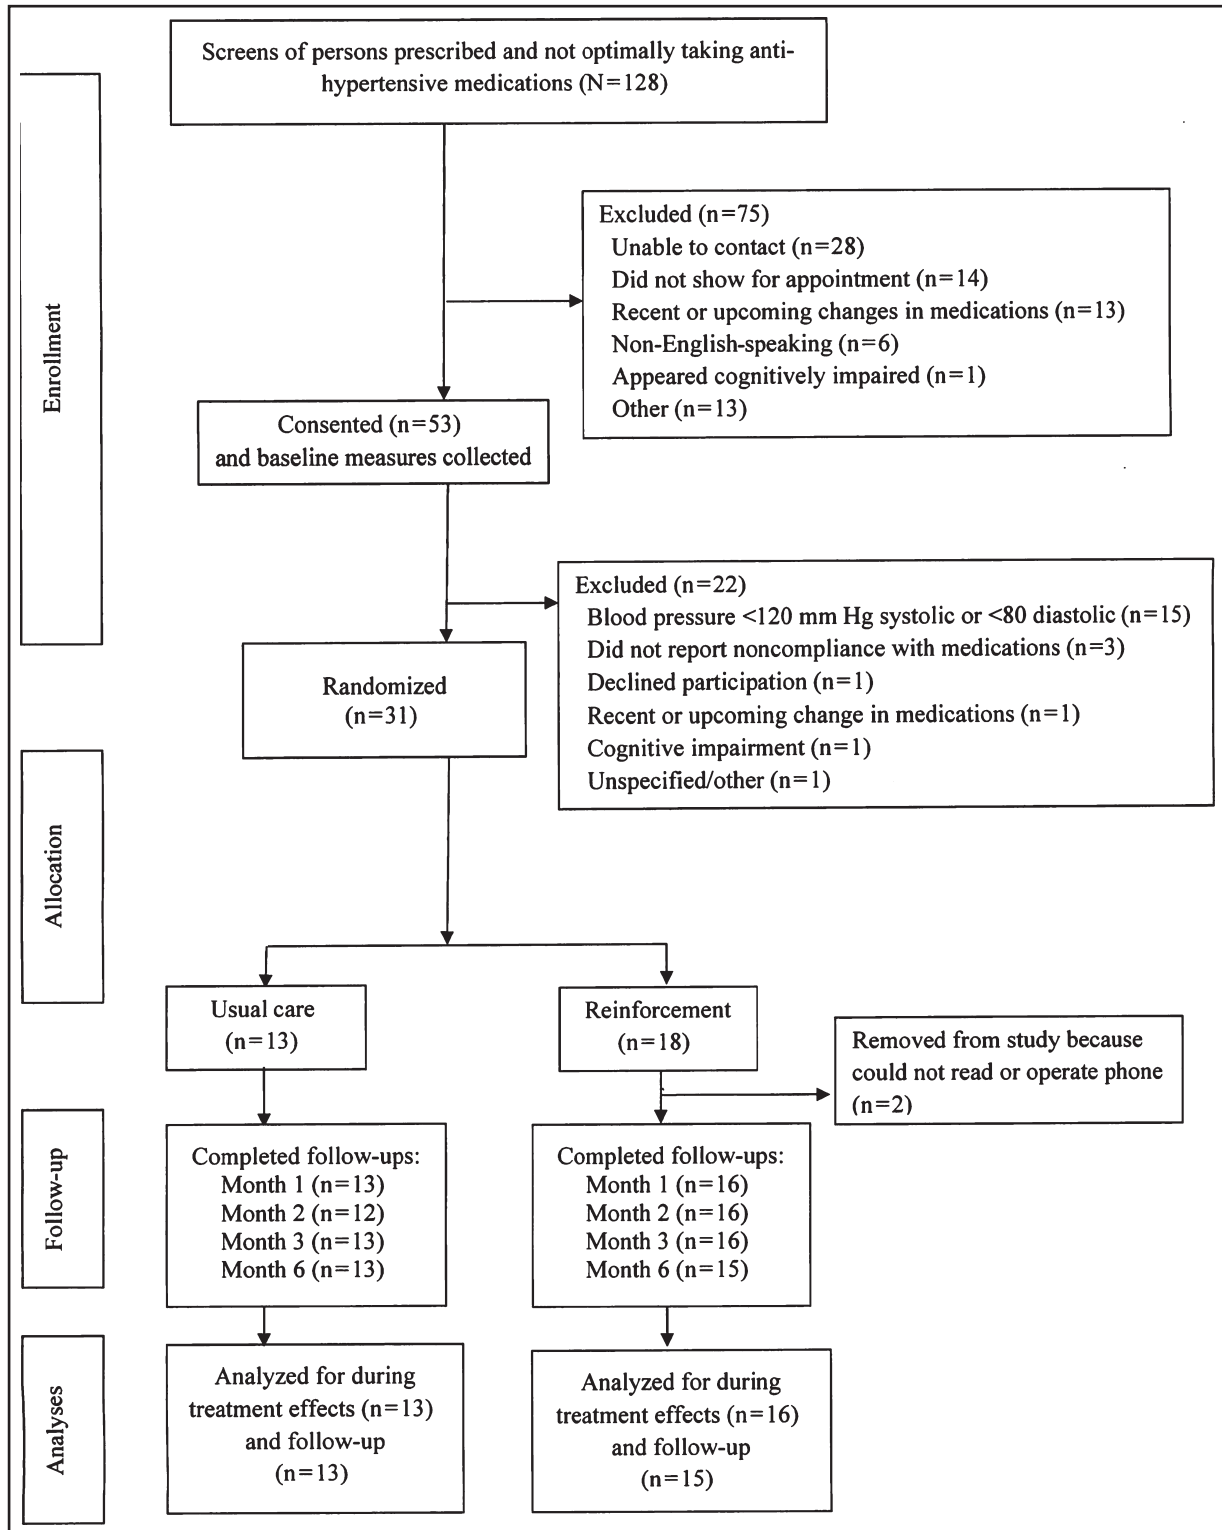 Screens of persons prescribed and not optimally taking anti-
hypertensive medications (N=128)
Enrollment
Excluded (n=75)
Unable to contact (n=28)
Did not show for appointment (n=14)
Recent or upcoming changes in medications (n=13)
Non-English-speaking (n=6)
Appeared cognitively impaired (n=1)
Other (n=13)
Consented (n=53)
and baseline measures collected
Excluded (n=22)
Blood pressure <120 mm Hg systolic or <80 diastolic (n=15)
Did not report noncompliance with medications (n=3)
Declined participation (n=1)
Recent or upcoming change in medications (n=1)
Cognitive impairment (n=1)
Unspecified/other (n=1)
Randomized
(n=31)
Allocation
Usual care
(n=13)
Reinforcement
(n=18)
Removed from study because
could not read or operate phone
(n=2)
Follow-up
Completed follow-ups:
Month 1 (n=13)
Month 2 (n=12)
Month 3 (n=13)
Month 6 (n=13)
Completed follow-ups:
Month 1 (n=16)
Month 2 (n=16)
Month 3 (n=16)
Month 6 (n=15)
Analyses
Analyzed for during
treatment effects (n=13)
and follow-up
(n=13)
Analyzed for during
treatment effects (n=16)
and follow-up
(n=15)